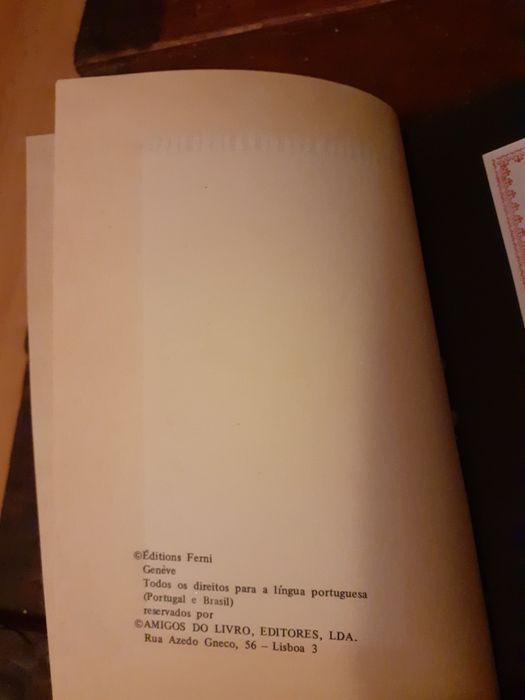 ©Éditions Ferni
Genève
Todos os direitos para a língua portuguesa
(Portugal e Brasil)
reservados por
©AMIGOS DO LIVRO, EDITORES, LDA.
Rua Azedo Gneco, 56 – Lisboa 3